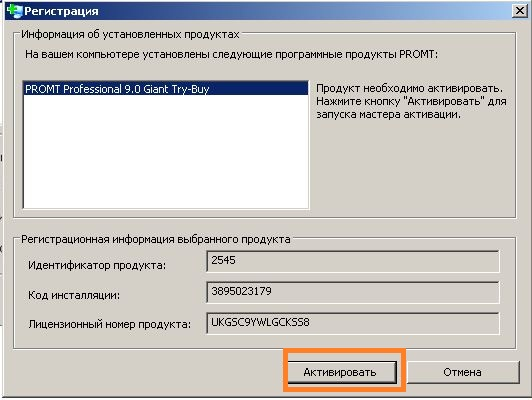 Регистрация
Информация об установленных продуктах
На вашем компьютере установлены следующие программные продукты PROMT:
PROMT Professional 9.0 Giant Try-Buy
Продукт необходимо активировать.
Нажмите кнопку "Активировать" для
запуска мастера активации.
Регистрационная информация выбранного продукта
Идентификатор продукта: 2545
Код инсталляции: 3895023179
Лицензионный номер продукта: UKGSC9YWLGCKSS8
Активировать Отмена